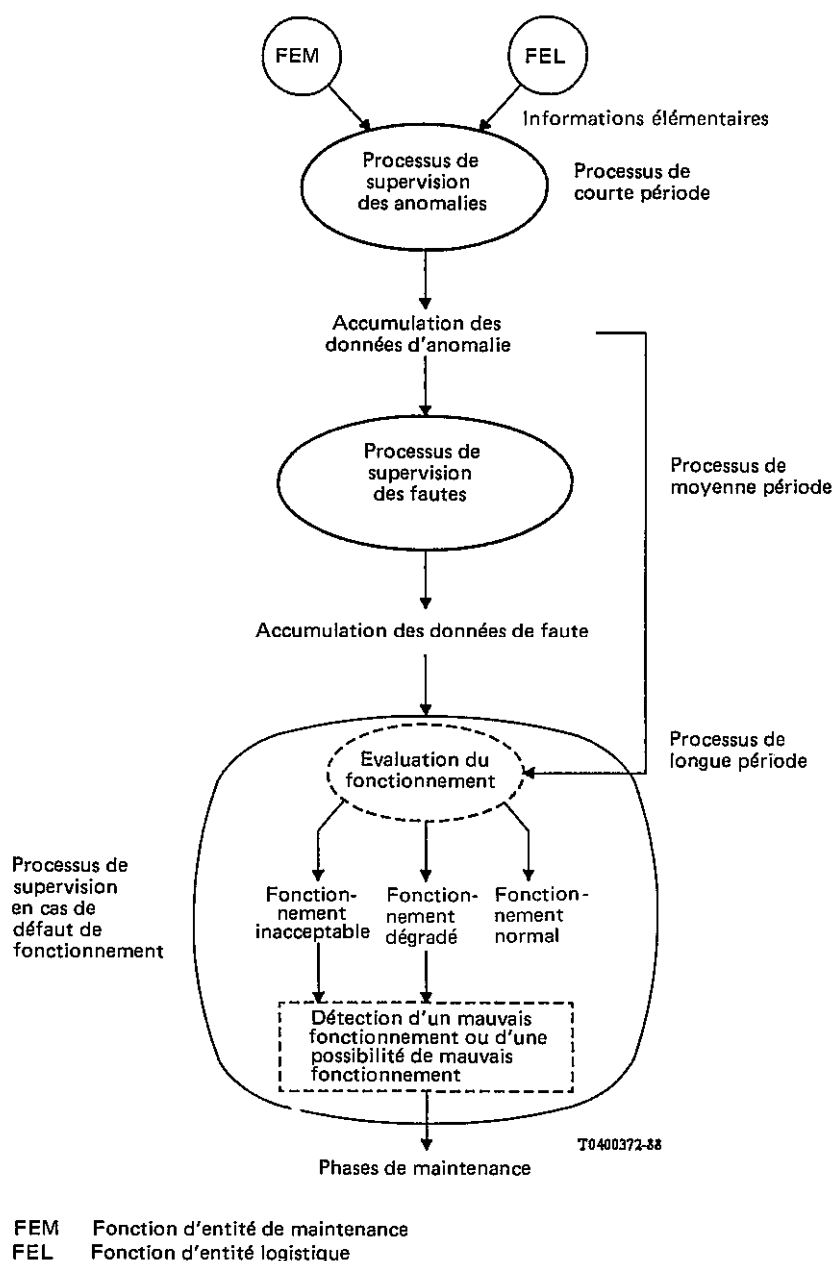 FEM
FEL
Informations élémentaires
Processus de
supervision
des anomalies
Processus de
courte période
Accumulation des
données d'anomalie
Processus de
supervision
des fautes
Processus de
moyenne période
Accumulation des données de faute
Processus de
longue période
Evaluation du
fonctionnement
Processus de
supervision
en cas de
défaut de
fonctionnement
Fonction-
nement
inacceptable
Fonction-
nement
dégradé
Fonction-
nement
normal
Détection d'un mauvais
fonctionnement ou d'une
possibilité de mauvais
fonctionnement
T0400372-88
Phases de maintenance
FEM Fonction d'entité de maintenance
FEL Fonction d'entité logistique